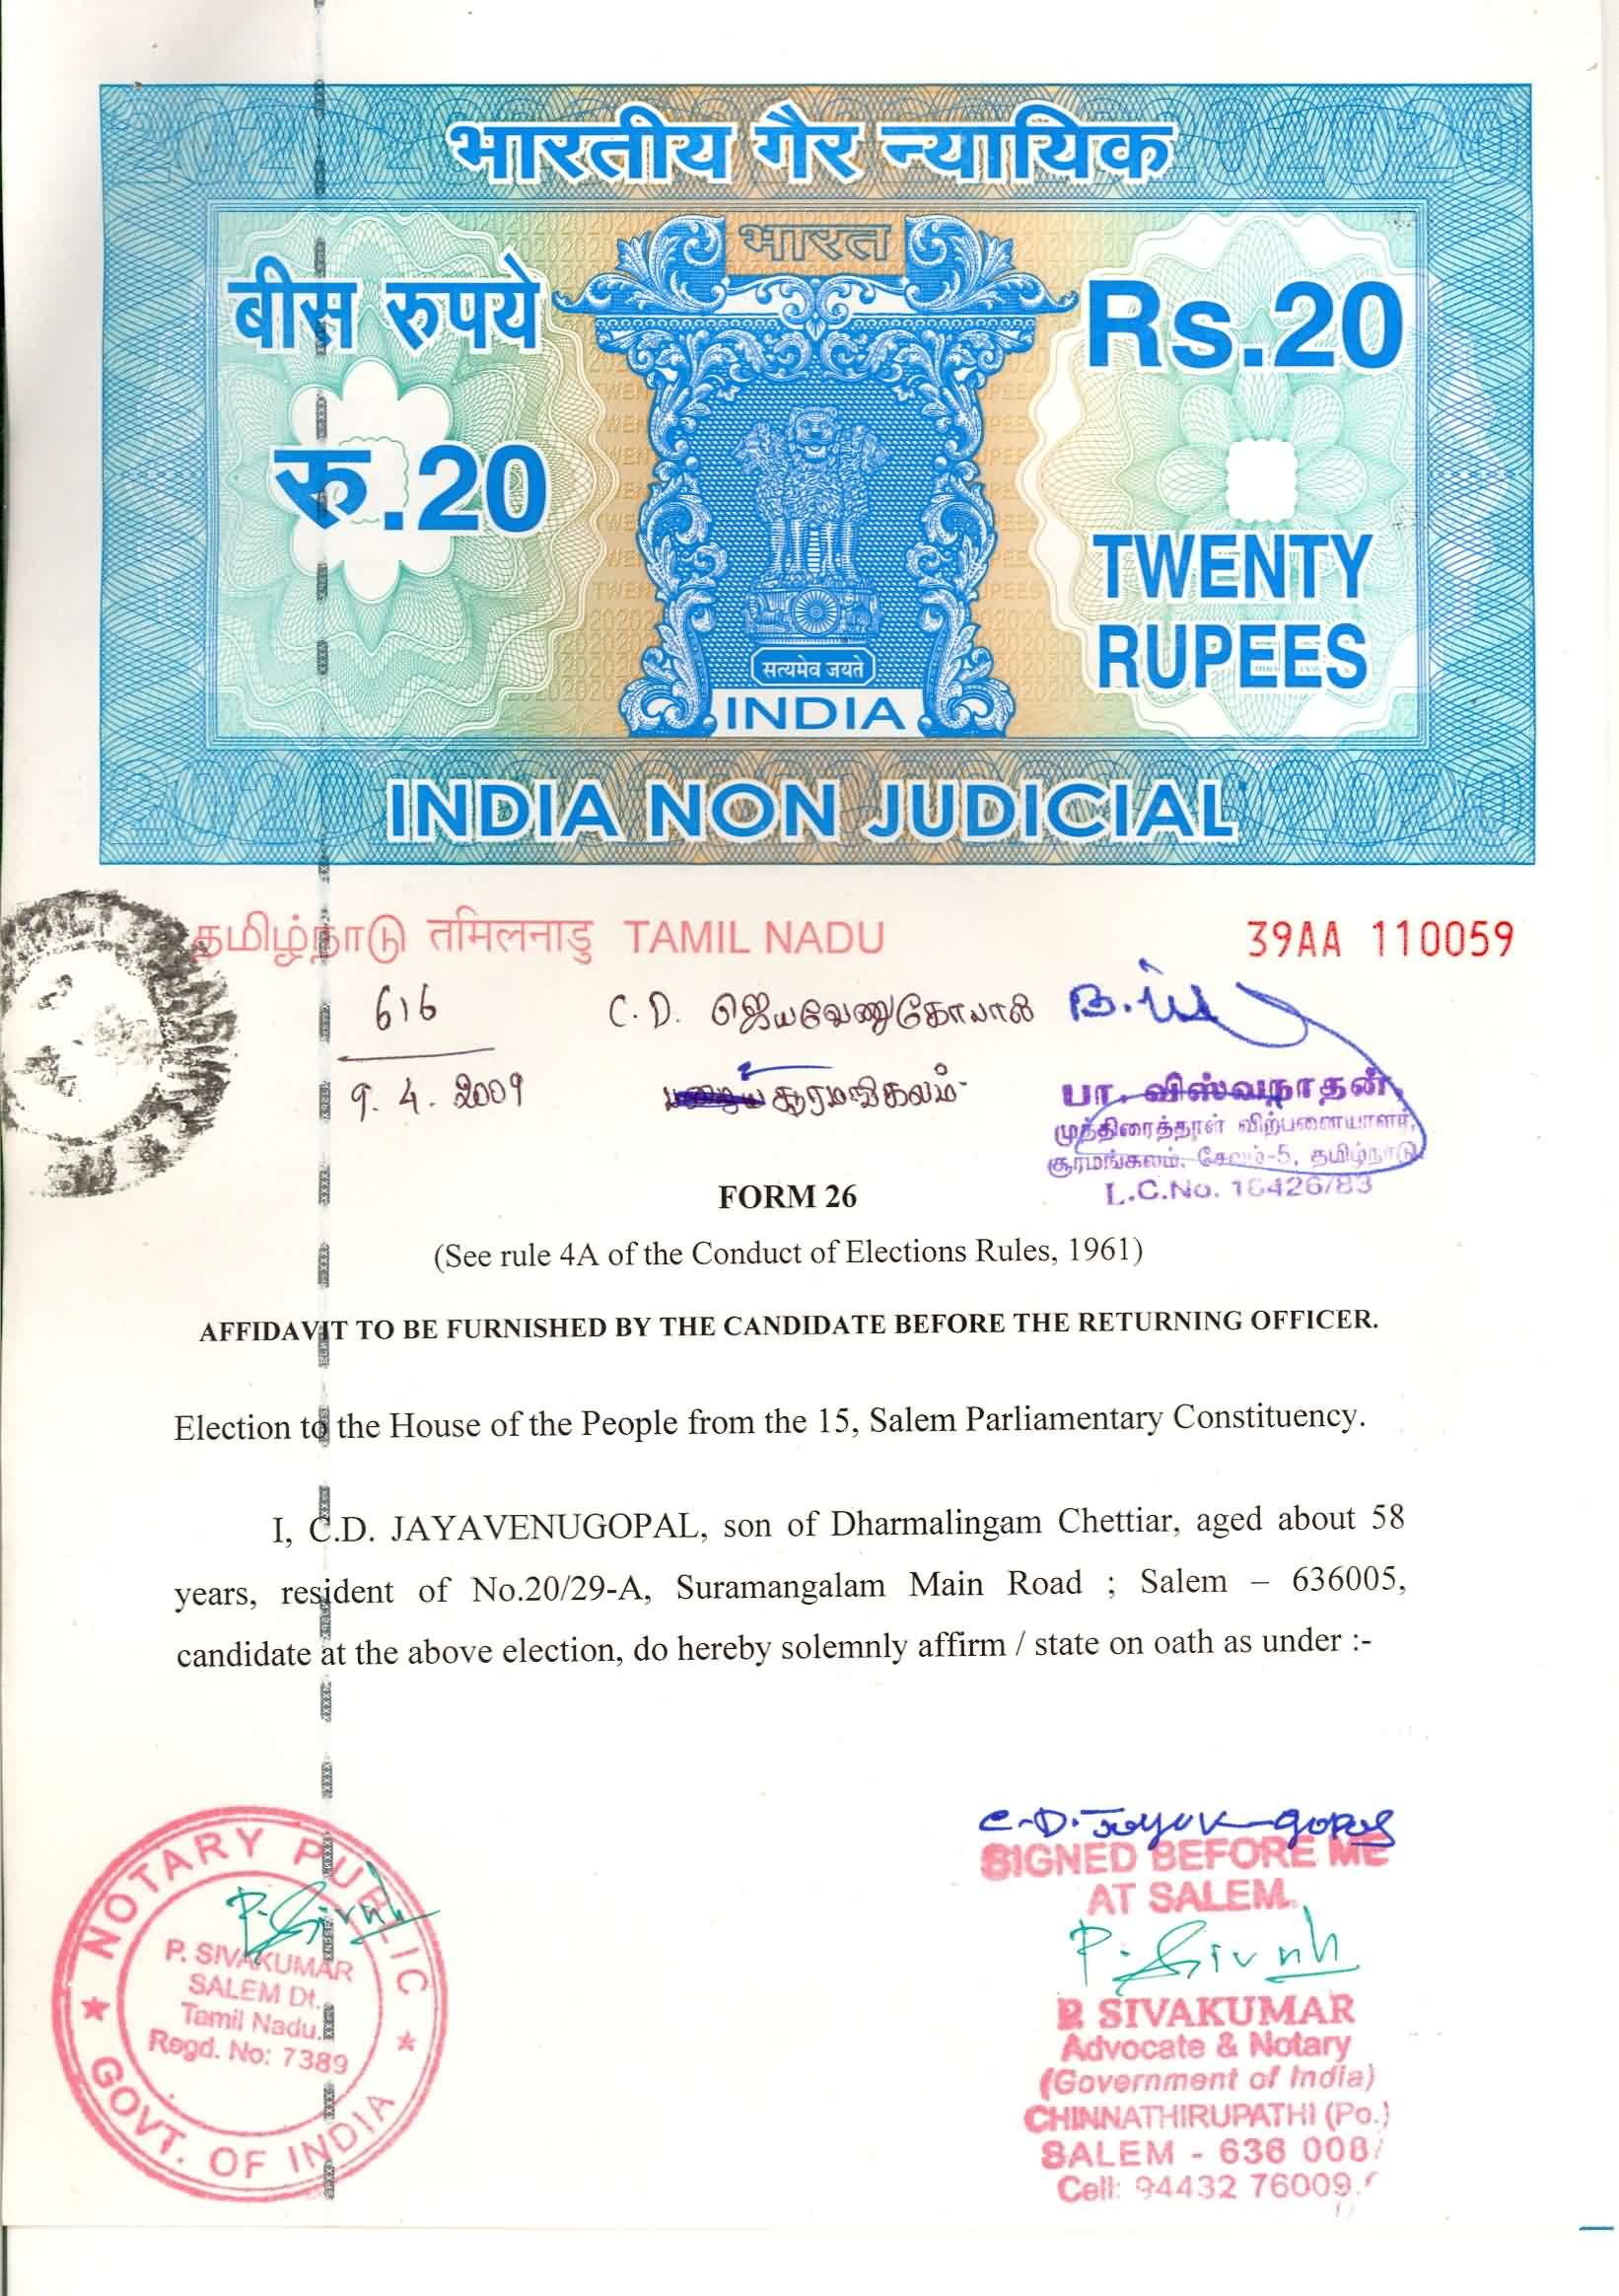 भारतीय गैर न्यायिक
भारत
बीस रुपये
Rs.20
रु.20
TWENTY
RUPEES
सत्यमेव जयते
INDIA
INDIA NON JUDICIAL
தமிழ்நாடு तमिलनाडु TAMIL NADU
39AA 110059
616
C.D. ஜெயவேணுகோபால்
9.4.2009
சூரமங்கலம்
பா. விஸ்வநாதன்,
முத்திரைத்தாள் விற்பனையாளர்,
சூரமங்கலம், சேலம்-5, தமிழ்நாடு
L.C.No. 16426/83
FORM 26
(See rule 4A of the Conduct of Elections Rules, 1961)
AFFIDAVIT TO BE FURNISHED BY THE CANDIDATE BEFORE THE RETURNING OFFICER.
Election to the House of the People from the 15, Salem Parliamentary Constituency.
I, C.D. JAYAVENUGOPAL, son of Dharmalingam Chettiar, aged about 58
years, resident of No.20/29-A, Suramangalam Main Road ; Salem – 636005,
candidate at the above election, do hereby solemnly affirm / state on oath as under :-
NOTARY PUBLIC
P. SIVAKUMAR
SALEM Dt.
Tamil Nadu.
Regd. No: 7389
GOVT. OF INDIA
SIGNED BEFORE ME
AT SALEM.
P. SIVAKUMAR
Advocate & Notary
(Government of India)
CHINNATHIRUPATHI (Po.)
SALEM - 636 008
Cell: 94432 76009